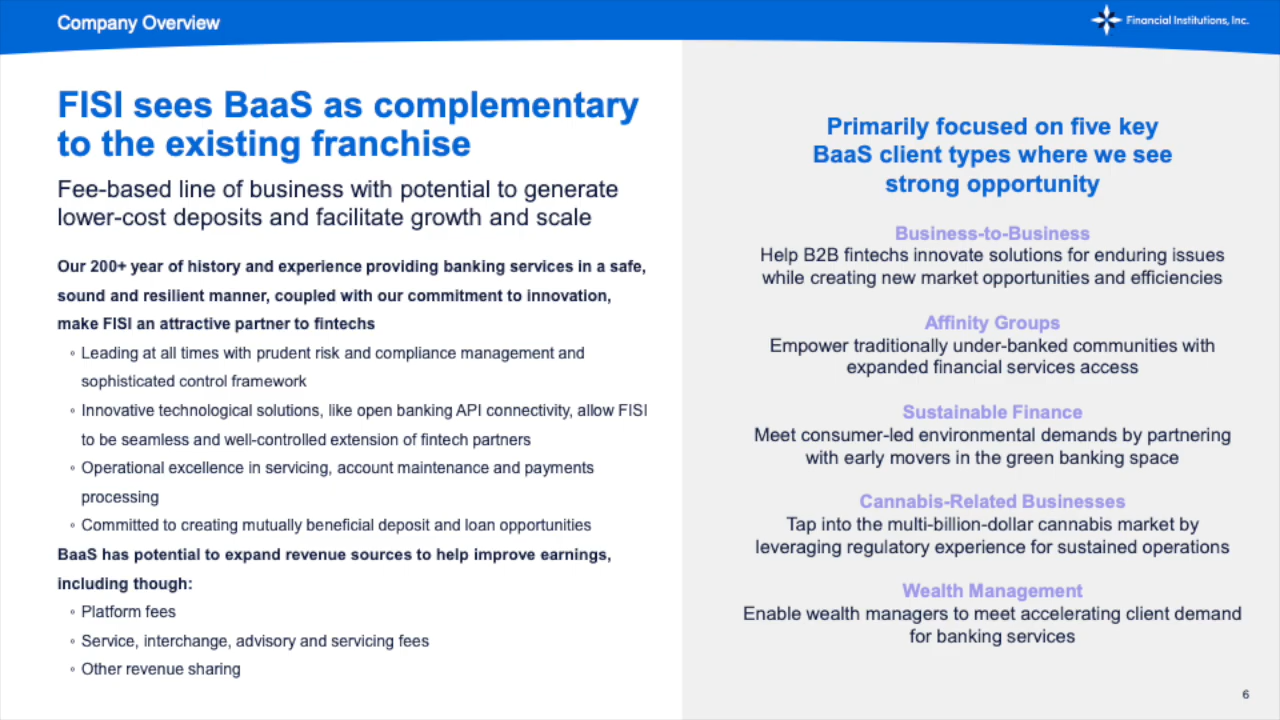 Company Overview
Financial Institutions, Inc.
FISI sees BaaS as complementary
to the existing franchise
Fee-based line of business with potential to generate
lower-cost deposits and facilitate growth and scale
Our 200+ year of history and experience providing banking services in a safe,
sound and resilient manner, coupled with our commitment to innovation,
make FISI an attractive partner to fintechs
◦ Leading at all times with prudent risk and compliance management and
sophisticated control framework
◦ Innovative technological solutions, like open banking API connectivity, allow FISI
to be seamless and well-controlled extension of fintech partners
◦ Operational excellence in servicing, account maintenance and payments
processing
◦ Committed to creating mutually beneficial deposit and loan opportunities
BaaS has potential to expand revenue sources to help improve earnings,
including though:
◦ Platform fees
◦ Service, interchange, advisory and servicing fees
◦ Other revenue sharing
Primarily focused on five key
BaaS client types where we see
strong opportunity
Business-to-Business
Help B2B fintechs innovate solutions for enduring issues
while creating new market opportunities and efficiencies
Affinity Groups
Empower traditionally under-banked communities with
expanded financial services access
Sustainable Finance
Meet consumer-led environmental demands by partnering
with early movers in the green banking space
Cannabis-Related Businesses
Tap into the multi-billion-dollar cannabis market by
leveraging regulatory experience for sustained operations
Wealth Management
Enable wealth managers to meet accelerating client demand
for banking services
6